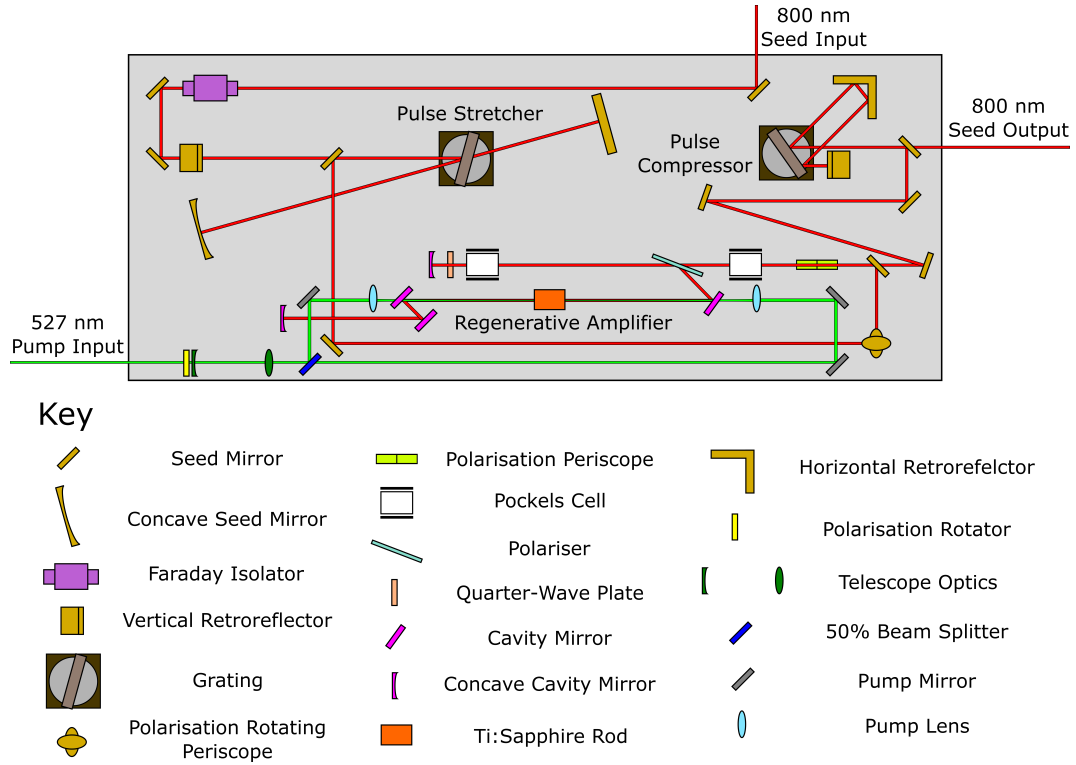 800 nm
Seed Input
800 nm
Seed Output
Pulse Stretcher
Pulse
Compressor
Regenerative Amplifier
527 nm
Pump Input
Key
Seed Mirror
Concave Seed Mirror
Faraday Isolator
Vertical Retroreflector
Grating
Polarisation Rotating
Periscope
Polarisation Periscope
Pockels Cell
Polariser
Quarter-Wave Plate
Cavity Mirror
Concave Cavity Mirror
Ti:Sapphire Rod
Horizontal Retrorefelctor
Polarisation Rotator
Telescope Optics
50% Beam Splitter
Pump Mirror
Pump Lens